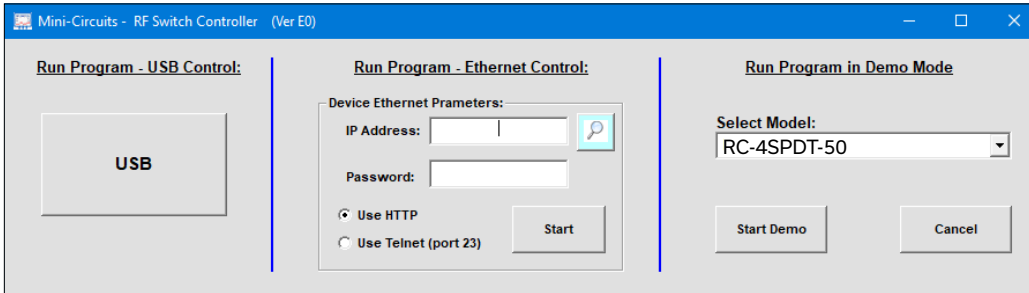 Mini-Circuits - RF Switch Controller (Ver E0)
Run Program - USB Control:
USB
Run Program - Ethernet Control:
Device Ethernet Prameters:
IP Address:
Password:
Use HTTP
Use Telnet (port 23)
Start
Run Program in Demo Mode
Select Model:
RC-4SPDT-50
Start Demo
Cancel